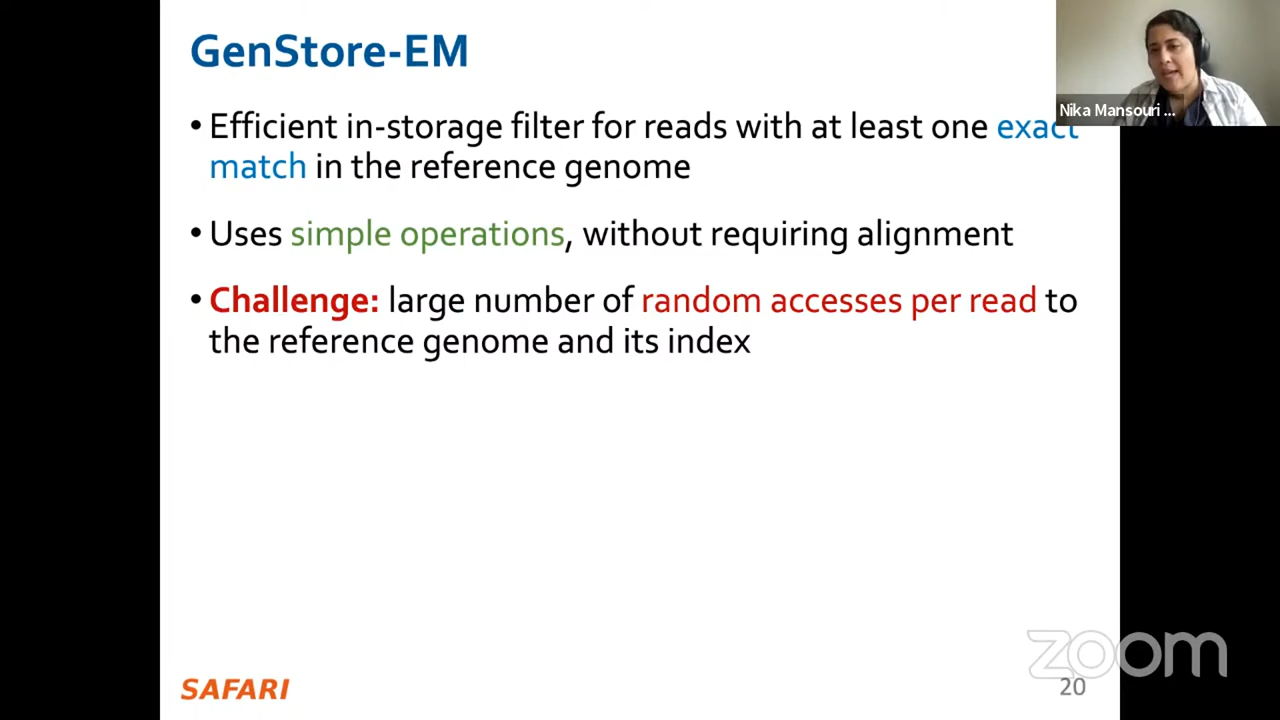 GenStore-EM
Nika Mansouri ...
• Efficient in-storage filter for reads with at least one exact
match in the reference genome
• Uses simple operations, without requiring alignment
• Challenge: large number of random accesses per read to
the reference genome and its index
zoom
SAFARI
20